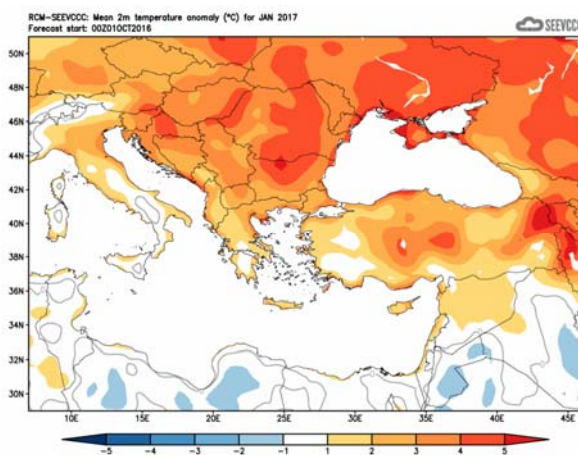 RCM-SEEVCCC: Mean 2m temperature anomaly (°C) for JAN 2017
Forecast start: 00Z01OCT2016
SEEVCCC
50N
48N
46N
44N
42N
40N
38N
36N
34N
32N
30N
10E 15E 20E 25E 30E 35E 40E 45E
-5 -4 -3 -2 -1 1 2 3 4 5